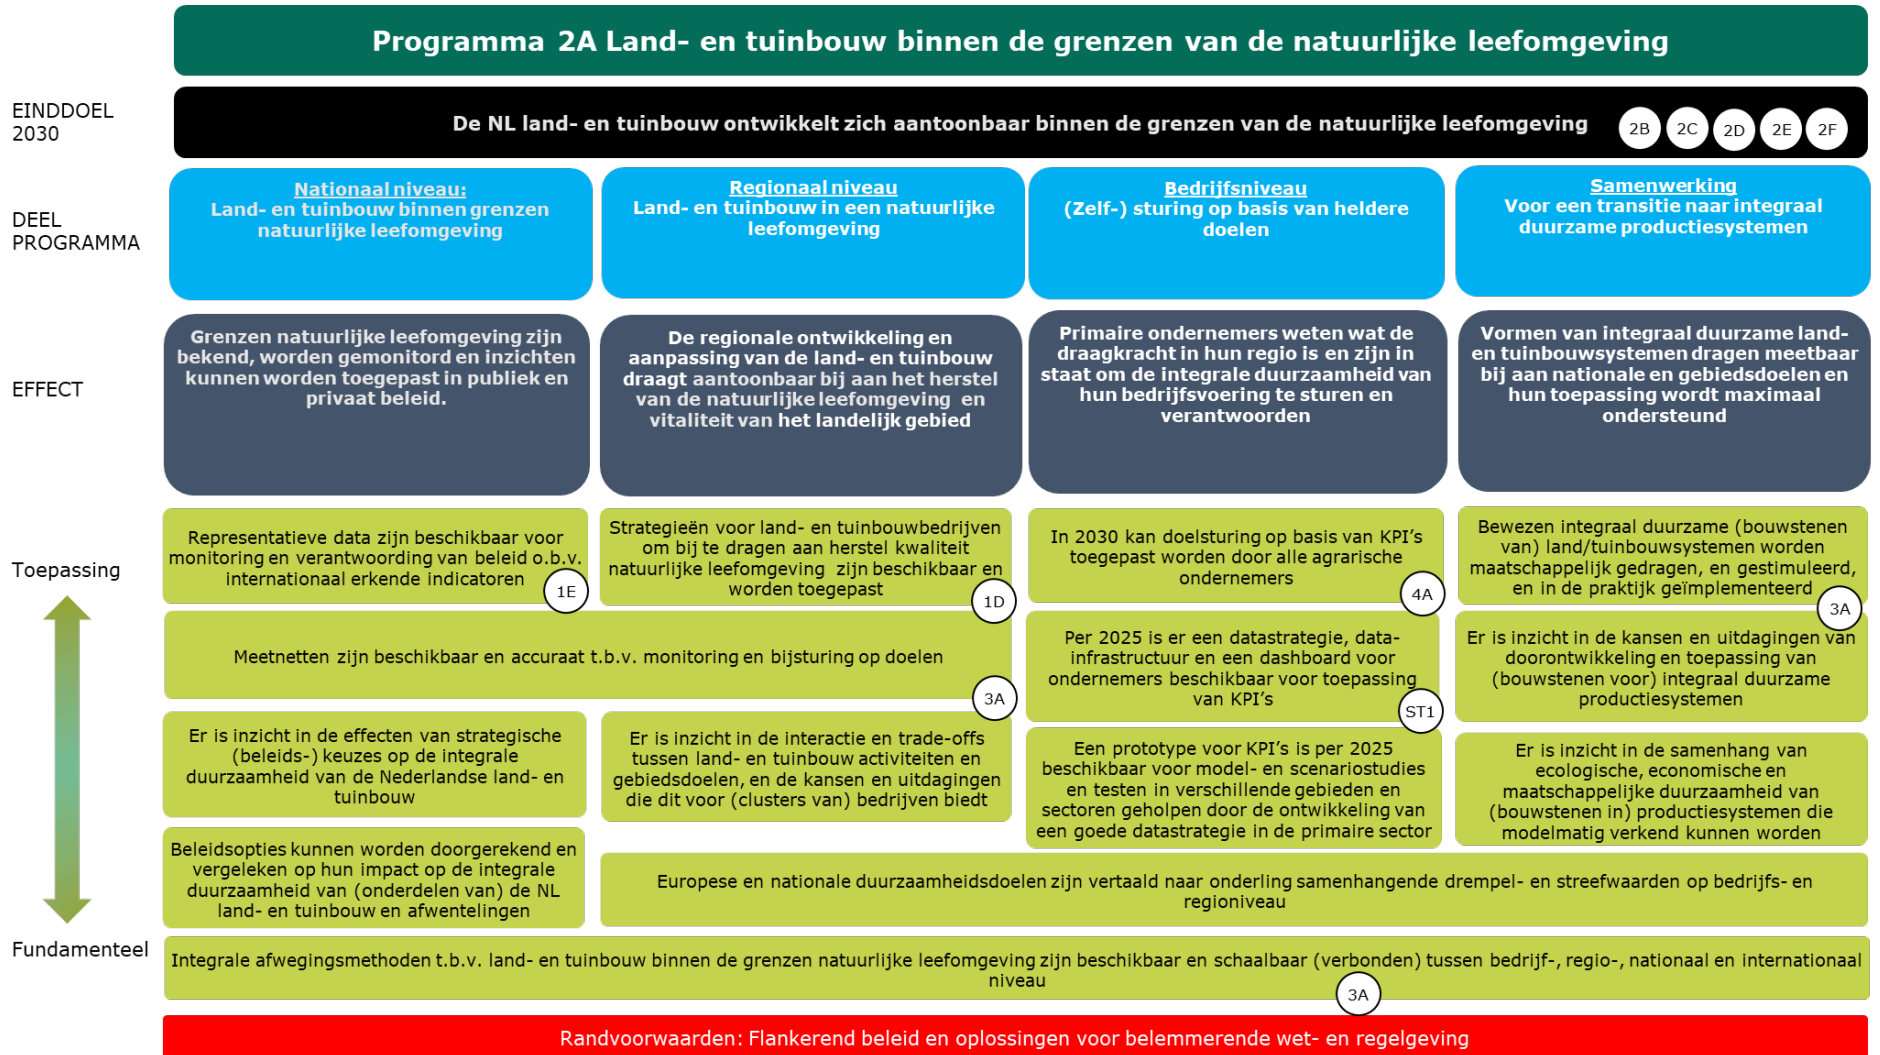 Programma 2A Land- en tuinbouw binnen de grenzen van de natuurlijke leefomgeving
EINDDOEL
2030
De NL land- en tuinbouw ontwikkelt zich aantoonbaar binnen de grenzen van de natuurlijke leefomgeving
2B
2C
2D
2E
2F
DEEL
PROGRAMMA
Nationaal niveau:
Land- en tuinbouw binnen grenzen
natuurlijke leefomgeving
Regionaal niveau
Land- en tuinbouw in een natuurlijke
leefomgeving
Bedrijfsniveau
(Zelf-) sturing op basis van heldere
doelen
Samenwerking
Voor een transitie naar integraal
duurzame productiesystemen
EFFECT
Grenzen natuurlijke leefomgeving zijn
bekend, worden gemonitord en inzichten
kunnen worden toegepast in publiek en
privaat beleid.
De regionale ontwikkeling en
aanpassing van de land- en tuinbouw
draagt aantoonbaar bij aan het herstel
van de natuurlijke leefomgeving en
vitaliteit van het landelijk gebied
Primaire ondernemers weten wat de
draagkracht in hun regio is en zijn in
staat om de integrale duurzaamheid van
hun bedrijfsvoering te sturen en
verantwoorden
Vormen van integraal duurzame land-
en tuinbouwsystemen dragen meetbaar
bij aan nationale en gebiedsdoelen en
hun toepassing wordt maximaal
ondersteund
Toepassing
Representatieve data zijn beschikbaar voor
monitoring en verantwoording van beleid o.b.v.
internationaal erkende indicatoren
1E
Strategieën voor land- en tuinbouwbedrijven
om bij te dragen aan herstel kwaliteit
natuurlijke leefomgeving zijn beschikbaar en
worden toegepast
1D
In 2030 kan doelsturing op basis van KPI's
toegepast worden door alle agrarische
ondernemers
4A
Bewezen integraal duurzame (bouwstenen
van) land/tuinbouwsystemen worden
maatschappelijk gedragen, en gestimuleerd,
en in de praktijk geïmplementeerd
3A
Meetnetten zijn beschikbaar en accuraat t.b.v. monitoring en bijsturing op doelen
3A
Per 2025 is er een datastrategie, data-
infrastructuur en een dashboard voor
ondernemers beschikbaar voor toepassing
van KPI's
ST1
Er is inzicht in de kansen en uitdagingen van
doorontwikkeling en toepassing van
(bouwstenen voor) integraal duurzame
productiesystemen
Er is inzicht in de effecten van strategische
(beleids-) keuzes op de integrale
duurzaamheid van de Nederlandse land- en
tuinbouw
Er is inzicht in de interactie en trade-offs
tussen land- en tuinbouw activiteiten en
gebiedsdoelen, en de kansen en uitdagingen
die dit voor (clusters van) bedrijven biedt
Een prototype voor KPI's is per 2025
beschikbaar voor model- en scenariostudies
en testen in verschillende gebieden en
sectoren geholpen door de ontwikkeling van
een goede datastrategie in de primaire sector
Er is inzicht in de samenhang van
ecologische, economische en
maatschappelijke duurzaamheid van
(bouwstenen in) productiesystemen die
modelmatig verkend kunnen worden
Beleidsopties kunnen worden doorgerekend en
vergeleken op hun impact op de integrale
duurzaamheid van (onderdelen van) de NL
land- en tuinbouw en afwentelingen
Europese en nationale duurzaamheidsdoelen zijn vertaald naar onderling samenhangende drempel- en streefwaarden op bedrijfs- en
regioniveau
Fundamenteel
Integrale afwegingsmethoden t.b.v. land- en tuinbouw binnen de grenzen natuurlijke leefomgeving zijn beschikbaar en schaalbaar (verbonden) tussen bedrijf-, regio-, nationaal en internationaal
niveau
3A
Randvoorwaarden: Flankerend beleid en oplossingen voor belemmerende wet- en regelgeving